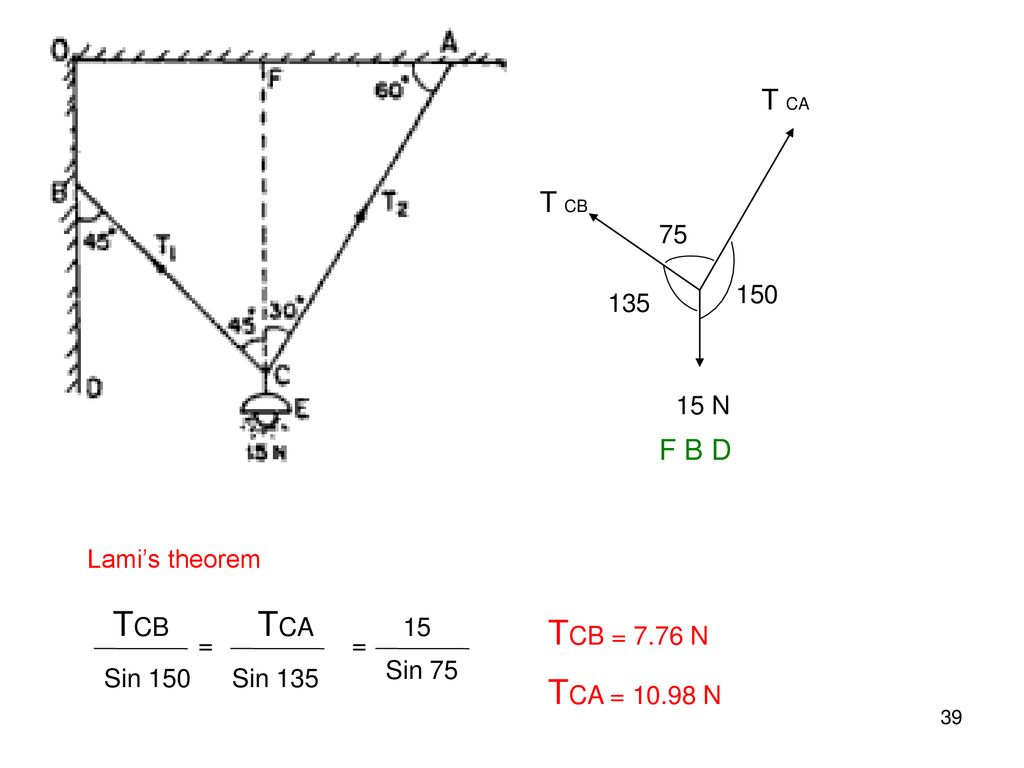 O
A
F
60°
B
45°
T1
T2
45°
30°
C
D
E
15 N
T CA
T CB
75
135
150
15 N
F B D
Lami's theorem
TCB = TCA = 15
Sin 150 Sin 135 Sin 75
TCB = 7.76 N
TCA = 10.98 N
39